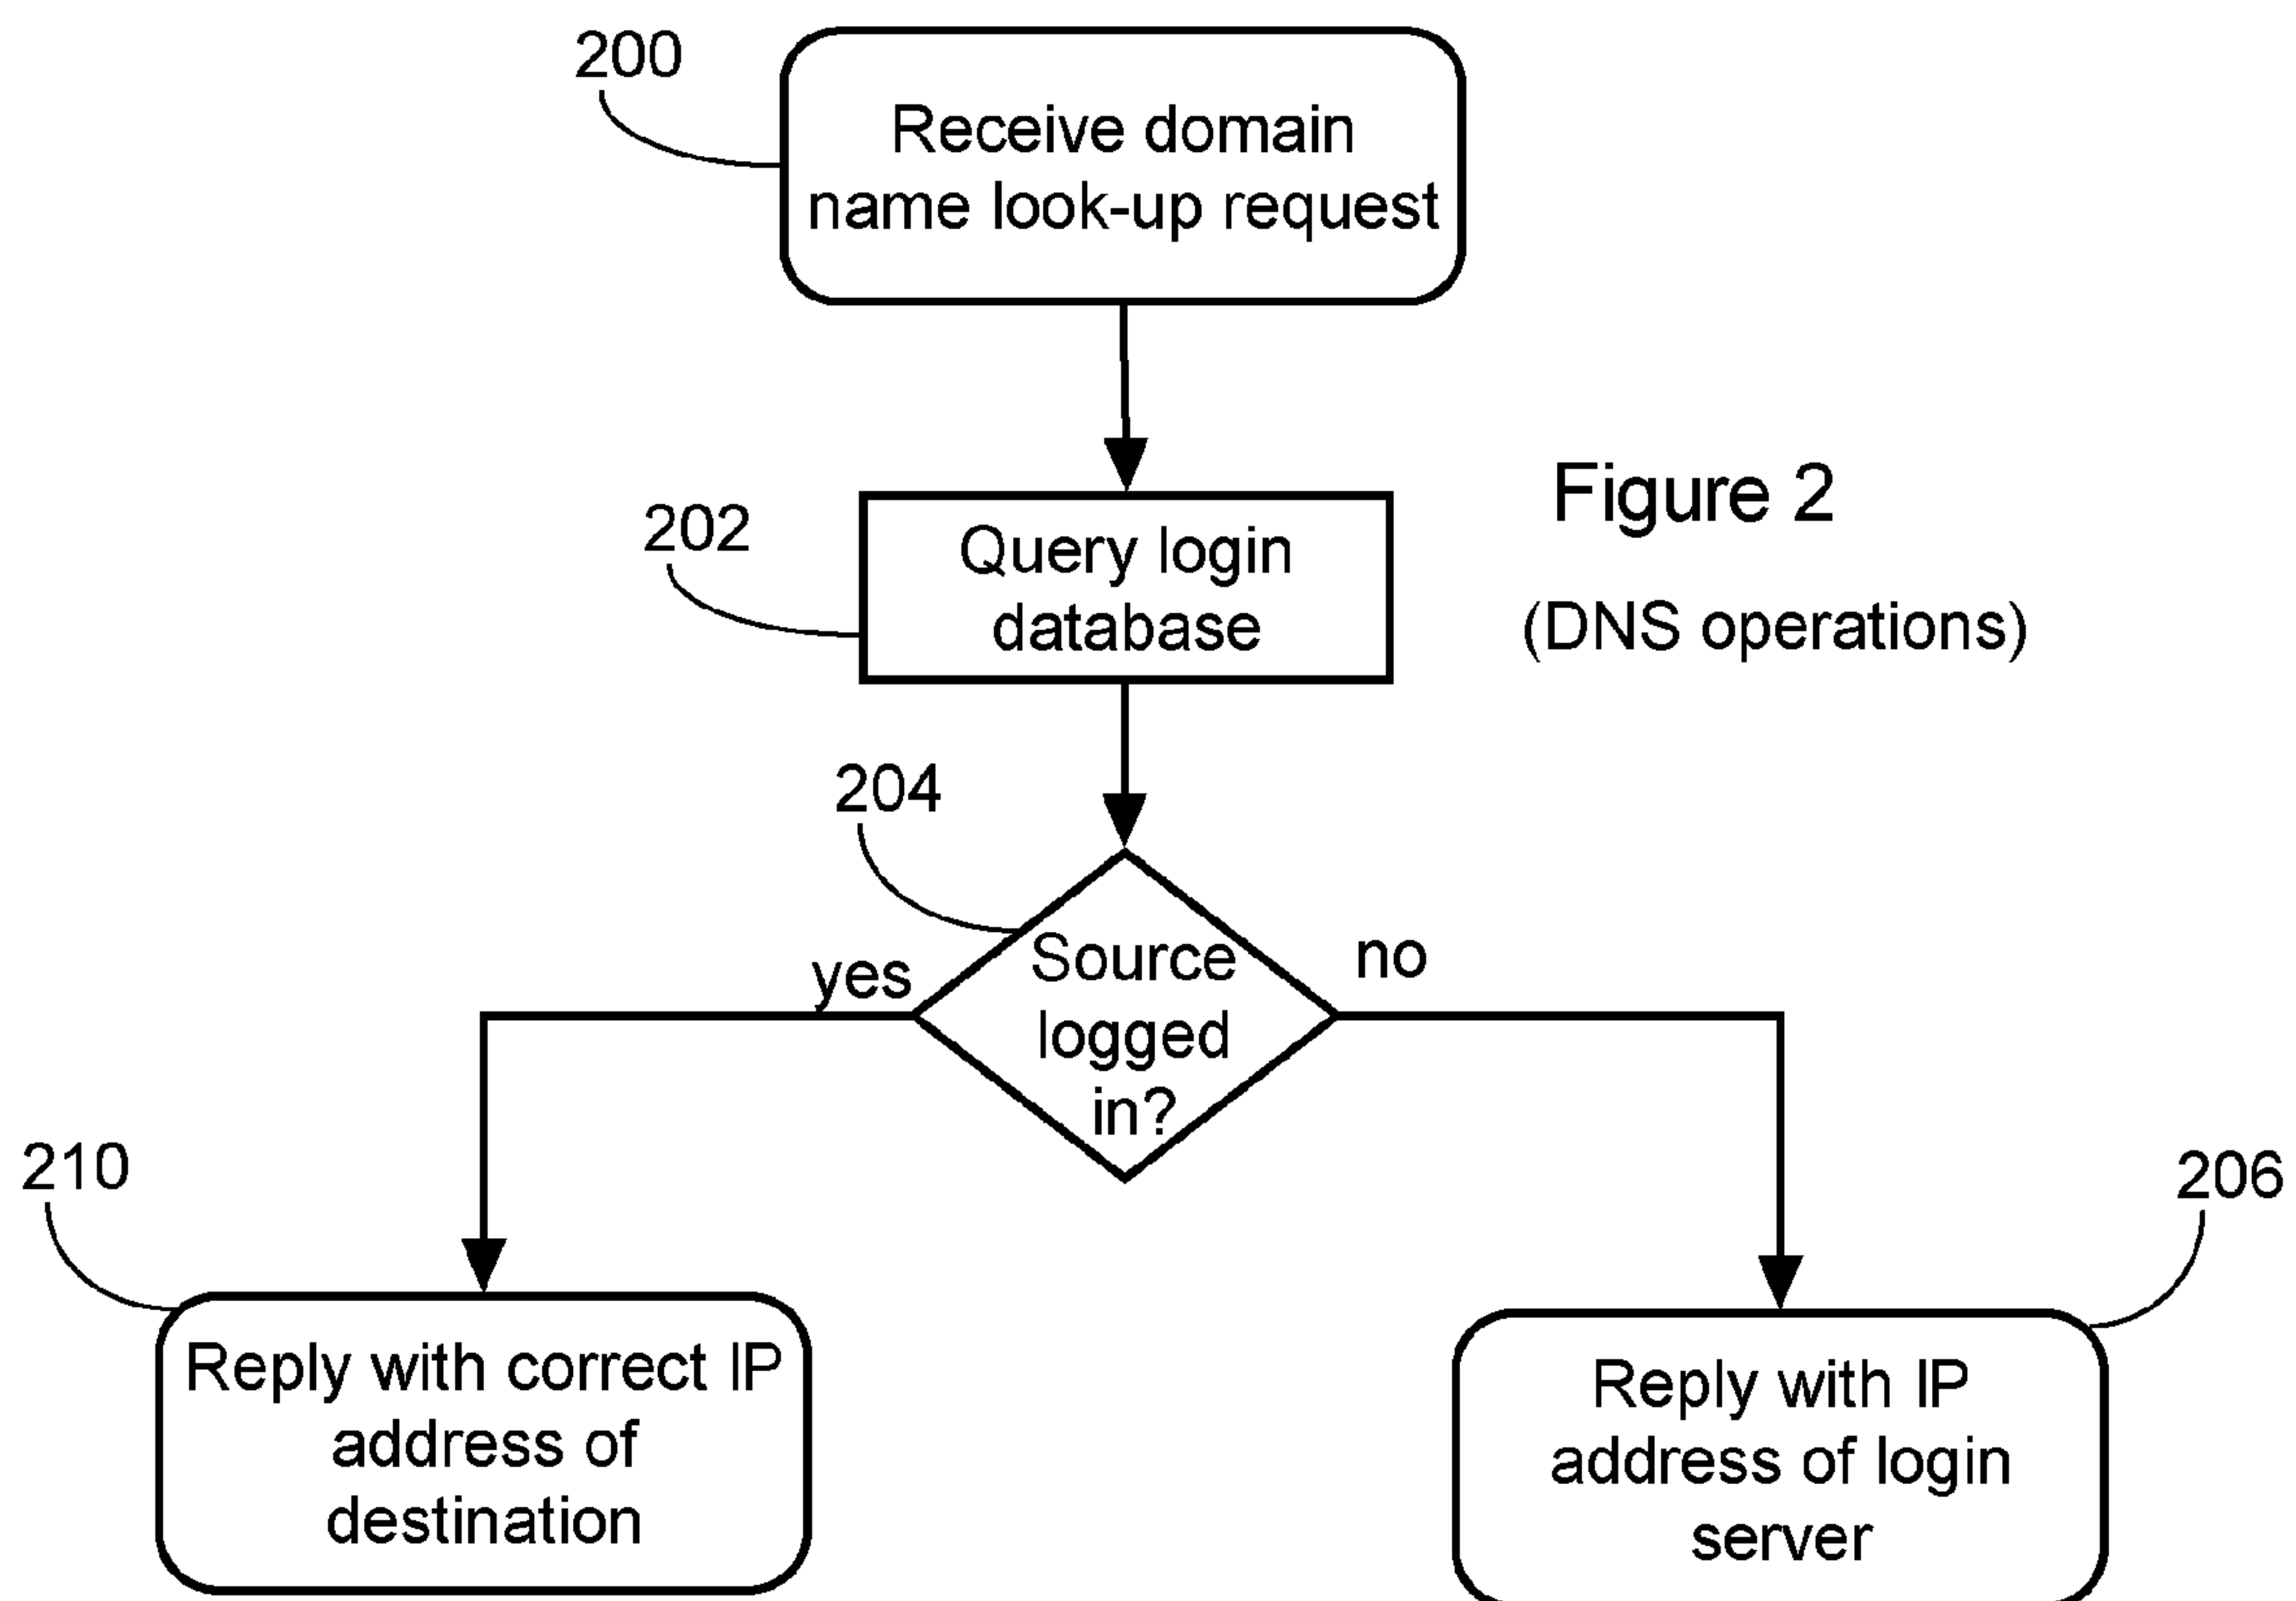 200
Receive domain
name look-up request
202
Query login
database
Figure 2
(DNS operations)
204
Source
logged
in?
yes
no
210
Reply with correct IP
address of
destination
206
Reply with IP
address of login
server